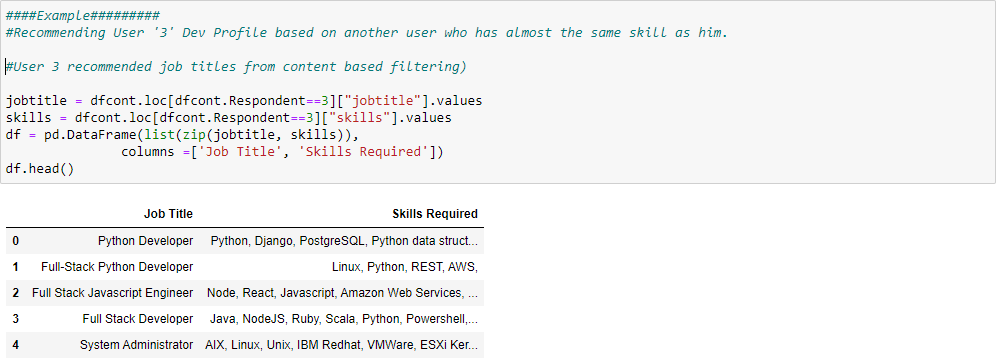 ####Example#########
#Recommending User '3' Dev Profile based on another user who has almost the same skill as him.
#User 3 recommended job titles from content based filtering)
jobtitle = dfcont.loc[dfcont.Respondent==3]["jobtitle"].values
skills = dfcont.loc[dfcont.Respondent==3]["skills"].values
df = pd.DataFrame(list(zip(jobtitle, skills)),
columns =['Job Title', 'Skills Required'])
df.head()
Job Title Skills Required
0 Python Developer Python, Django, PostgreSQL, Python data struct...
1 Full-Stack Python Developer Linux, Python, REST, AWS,
2 Full Stack Javascript Engineer Node, React, Javascript, Amazon Web Services, ...
3 Full Stack Developer Java, NodeJS, Ruby, Scala, Python, Powershell,...
4 System Administrator AIX, Linux, Unix, IBM Redhat, VMWare, ESXi Ker...